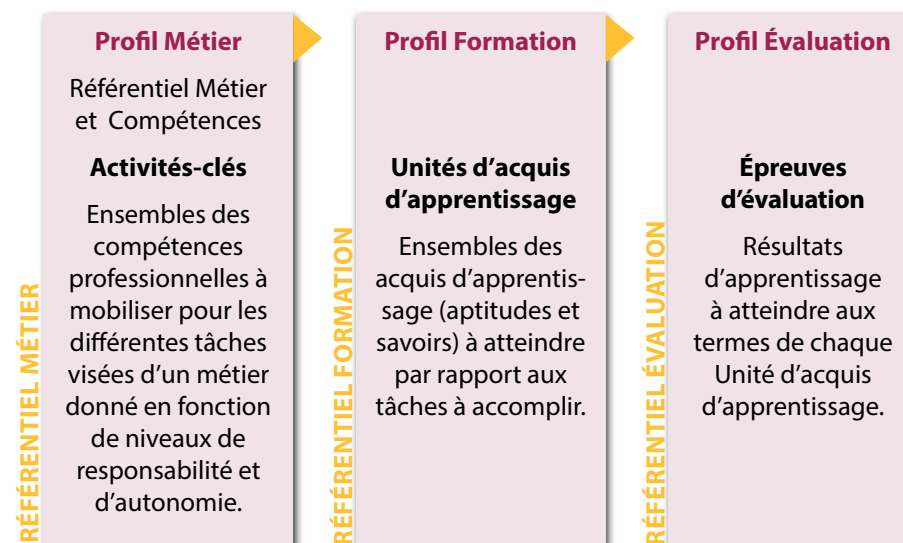 RÉFÉRENTIEL MÉTIER
Profil Métier
Référentiel Métier
et Compétences
Activités-clés
Ensembles des
compétences
professionnelles à
mobiliser pour les
différentes tâches
visées d'un métier
donné en fonction
de niveaux de
responsabilité et
d'autonomie.
RÉFÉRENTIEL FORMATION
Profil Formation
Unités d'acquis
d'apprentissage
Ensembles des
acquis d'apprentis-
sage (aptitudes et
savoirs) à atteindre
par rapport aux
tâches à accomplir.
RÉFÉRENTIEL ÉVALUATION
Profil Évaluation
Épreuves
d'évaluation
Résultats
d'apprentissage
à atteindre aux
termes de chaque
Unité d'acquis
d'apprentissage.